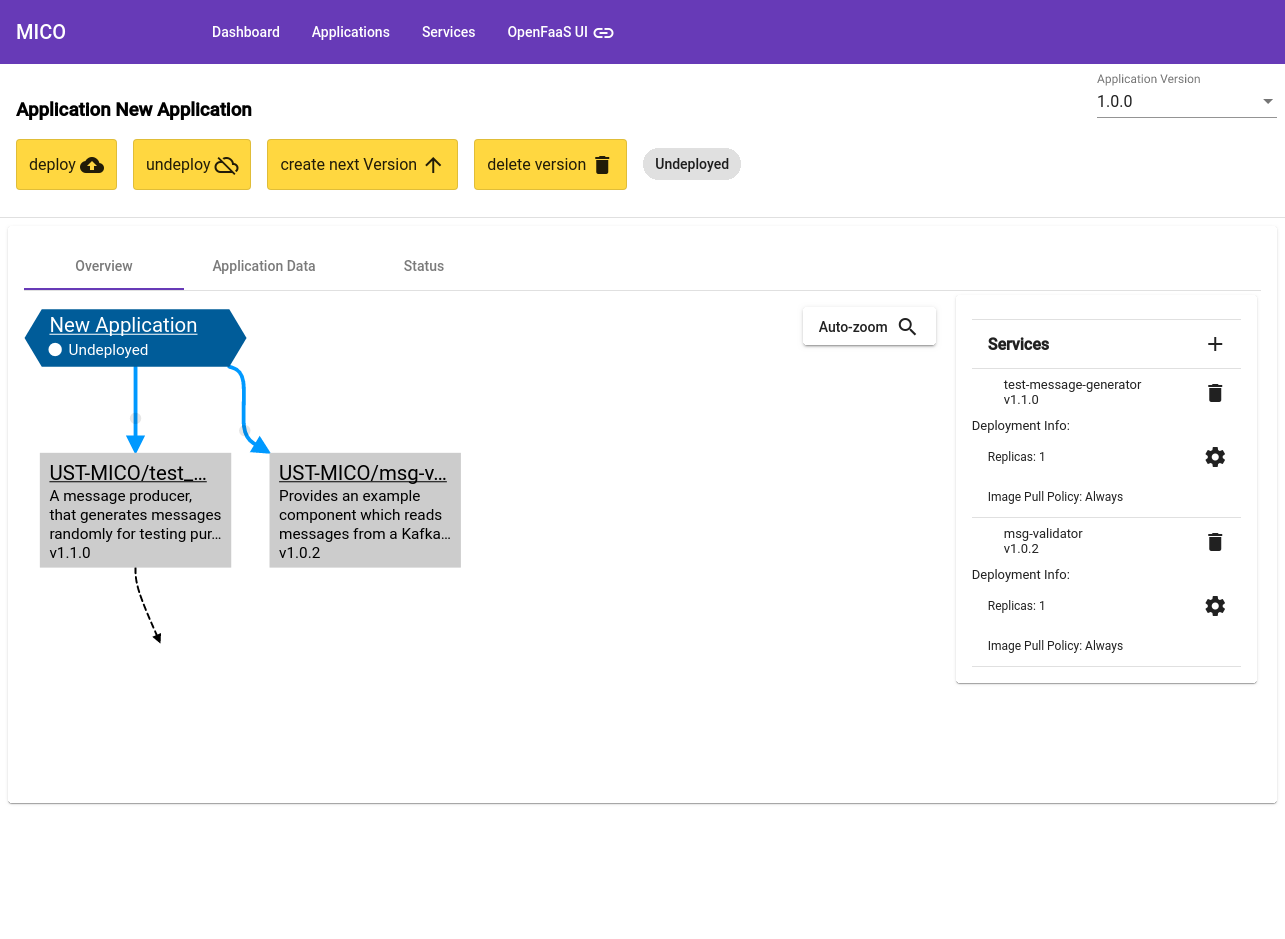 MICO
Dashboard
Applications
Services
OpenFaaS UI
Application New Application
Application Version
1.0.0
deploy
undeploy
create next Version
delete version
Undeployed
Overview
Application Data
Status
New Application
Undeployed
UST-MICO/test_...
A message producer,
that generates messages
randomly for testing pur...
v1.1.0
UST-MICO/msg-v...
Provides an example
component which reads
messages from a Kafka...
v1.0.2
Auto-zoom
Services
test-message-generator
v1.1.0
Deployment Info:
Replicas: 1
Image Pull Policy: Always
msg-validator
v1.0.2
Deployment Info:
Replicas: 1
Image Pull Policy: Always